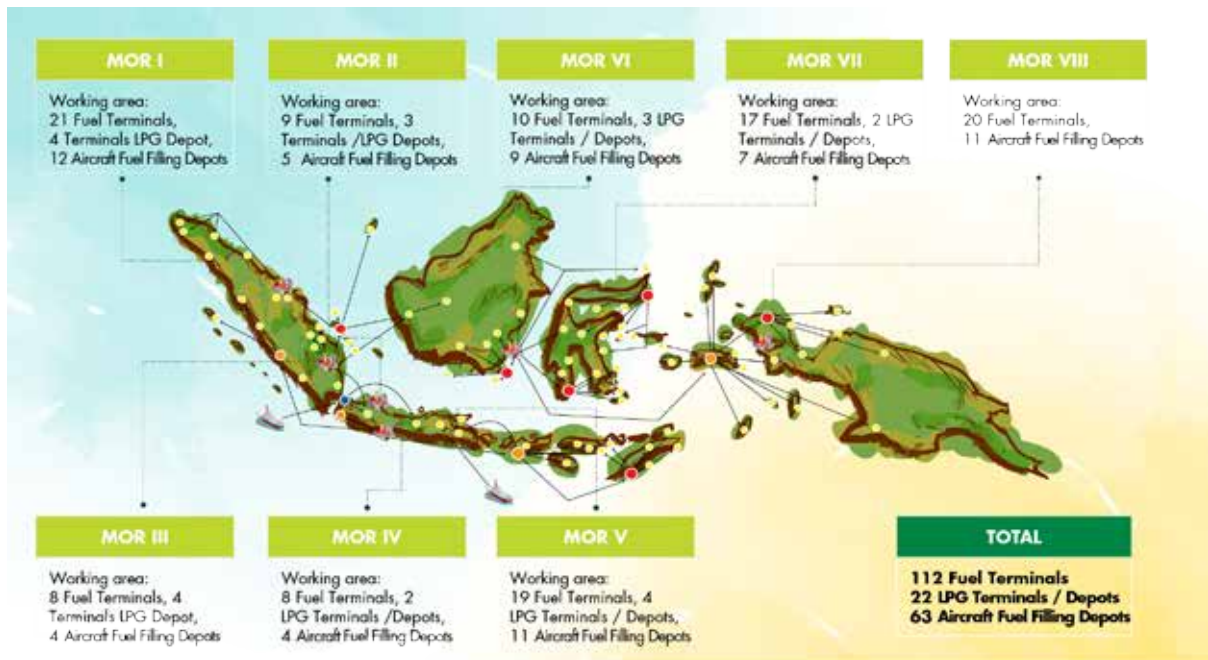 MOR I
Working area:
21 Fuel Terminals,
4 Terminals LPG Depot,
12 Aircraft Fuel Filling Depots
MOR II
Working area:
9 Fuel Terminals, 3
Terminals /LPG Depots,
5 Aircraft Fuel Filling Depots
MOR VI
Working area:
10 Fuel Terminals, 3 LPG
Terminals / Depots,
9 Aircraft Fuel Filling Depots
MOR VII
Working area:
17 Fuel Terminals, 2 LPG
Terminals / Depots,
7 Aircraft Fuel Filling Depots
MOR VIII
Working area:
20 Fuel Terminals,
11 Aircraft Fuel Filling Depots
MOR III
Working area:
8 Fuel Terminals, 4
Terminals LPG Depot,
4 Aircraft Fuel Filling Depots
MOR IV
Working area:
8 Fuel Terminals, 2
LPG Terminals /Depots,
4 Aircraft Fuel Filling Depots
MOR V
Working area:
19 Fuel Terminals, 4
LPG Terminals / Depots,
11 Aircraft Fuel Filling Depots
TOTAL
112 Fuel Terminals
22 LPG Terminals / Depots
63 Aircraft Fuel Filling Depots